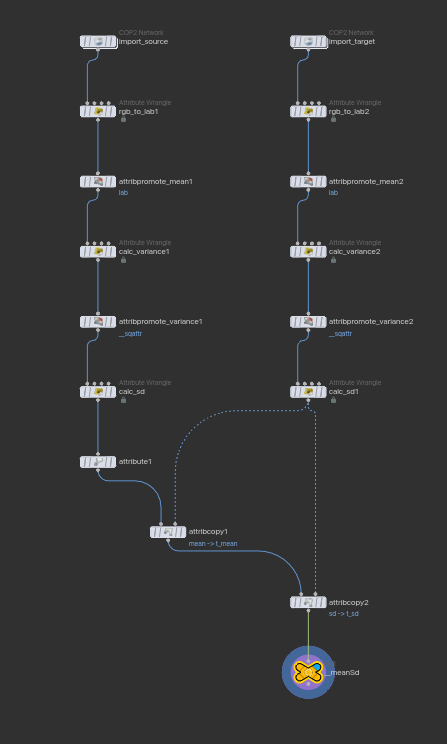 COP2 Network
import_source
COP2 Network
import_target
Attribute Wrangle
rgb_to_lab1
Attribute Wrangle
rgb_to_lab2
attribpromote_mean1
lab
attribpromote_mean2
lab
Attribute Wrangle
calc_variance1
Attribute Wrangle
calc_variance2
attribpromote_variance1
__sqattr
attribpromote_variance2
__sqattr
Attribute Wrangle
calc_sd
Attribute Wrangle
calc_sd1
attribute1
attribcopy1
mean -> t_mean
attribcopy2
sd -> t_sd
_meanSd